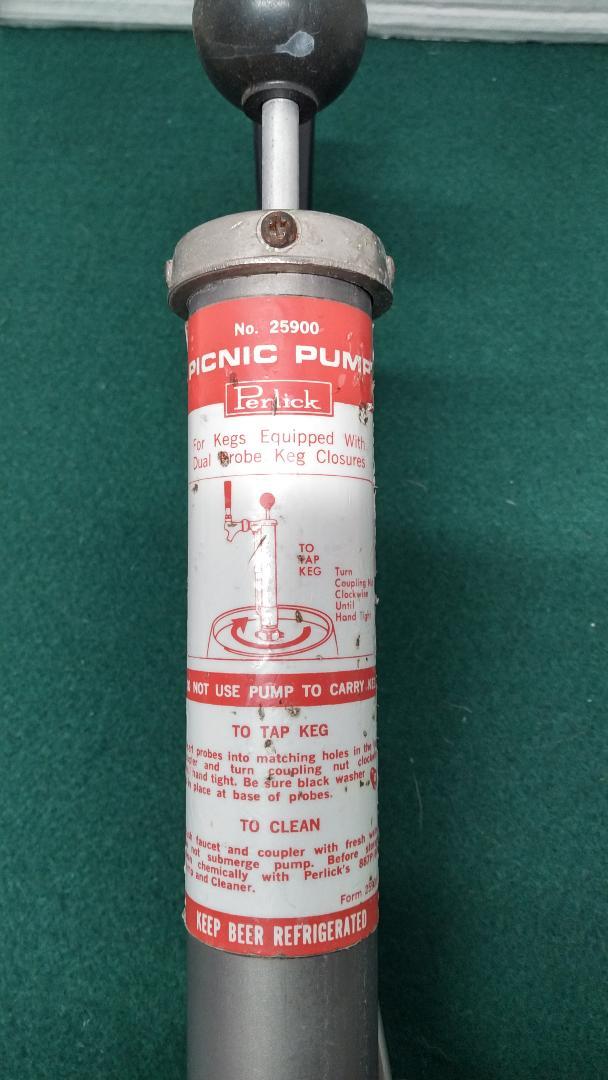 No. 25900
PICNIC PUMP
Perlick
For Kegs Equipped With
Dual Probe Keg Closures
TO
TAP
KEG
Turn
Coupling
Clockwise
Until
Hand Tight
NOT USE PUMP TO CARRY
TO TAP KEG
probes into matching holes in the
and turn coupling nut
hand tight. Be sure black washer
place at base of probes.
TO CLEAN
faucet and coupler with fresh
not submerge pump. Before
chemically with Perlick's
and Cleaner.
Form
KEEP BEER REFRIGERATED